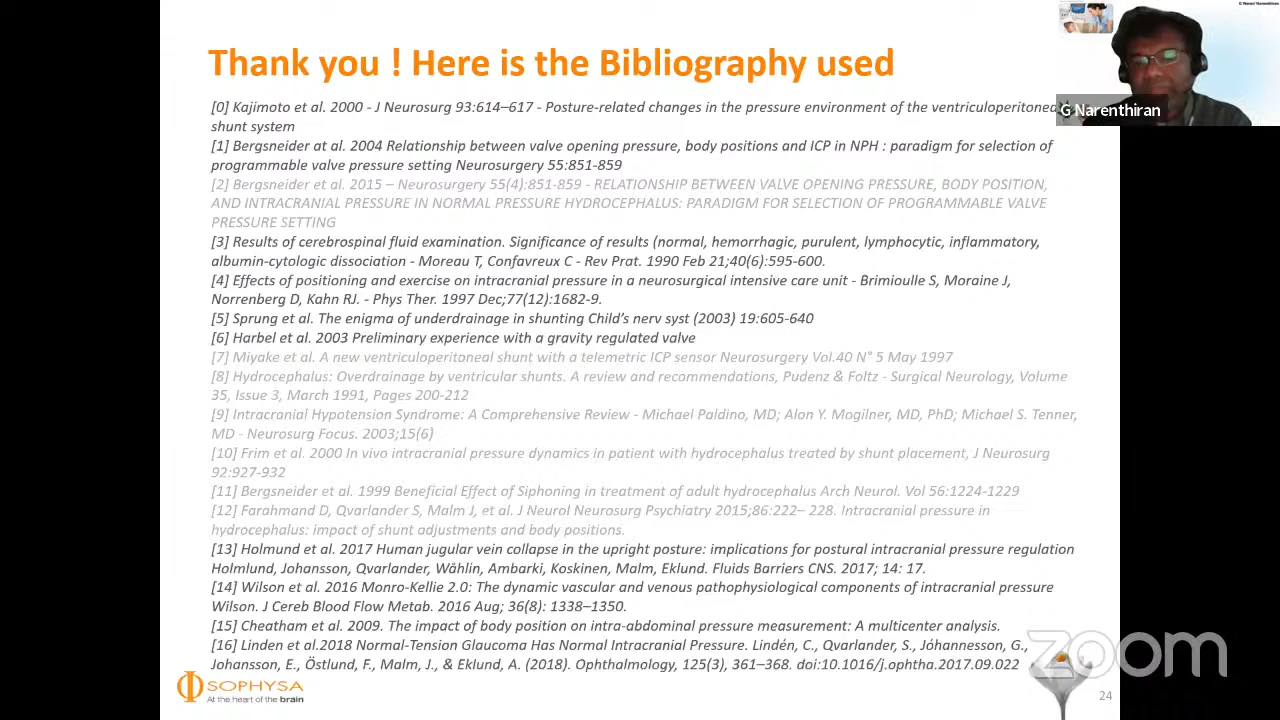 Thank you ! Here is the Bibliography used
[0] Kajimoto et al. 2000 - J Neurosurg 93:614–617 - Posture-related changes in the pressure environment of the ventriculoperitonea
shunt system
[1] Bergsneider at al. 2004 Relationship between valve opening pressure, body positions and ICP in NPH : paradigm for selection of
programmable valve pressure setting Neurosurgery 55:851-859
[2] Bergsneider et al. 2015 – Neurosurgery 55(4):851-859 - RELATIONSHIP BETWEEN VALVE OPENING PRESSURE, BODY POSITION,
AND INTRACRANIAL PRESSURE IN NORMAL PRESSURE HYDROCEPHALUS: PARADIGM FOR SELECTION OF PROGRAMMABLE VALVE
PRESSURE SETTING
[3] Results of cerebrospinal fluid examination. Significance of results (normal, hemorrhagic, purulent, lymphocytic, inflammatory,
albumin-cytologic dissociation - Moreau T, Confavreux C - Rev Prat. 1990 Feb 21;40(6):595-600.
[4] Effects of positioning and exercise on intracranial pressure in a neurosurgical intensive care unit - Brimioulle S, Moraine J,
Norrenberg D, Kahn RJ. - Phys Ther. 1997 Dec;77(12):1682-9.
[5] Sprung et al. The enigma of underdrainage in shunting Child's nerv syst (2003) 19:605-640
[6] Harbel et al. 2003 Preliminary experience with a gravity regulated valve
[7] Miyake et al. A new ventriculoperitoneal shunt with a telemetric ICP sensor Neurosurgery Vol.40 N° 5 May 1997
[8] Hydrocephalus: Overdrainage by ventricular shunts. A review and recommendations, Pudenz & Foltz - Surgical Neurology, Volume
35, Issue 3, March 1991, Pages 200-212
[9] Intracranial Hypotension Syndrome: A Comprehensive Review - Michael Paldino, MD; Alon Y. Mogilner, MD, PhD; Michael S. Tenner,
MD - Neurosurg Focus. 2003;15(6)
[10] Frim et al. 2000 In vivo intracranial pressure dynamics in patient with hydrocephalus treated by shunt placement, J Neurosurg
92:927-932
[11] Bergsneider et al. 1999 Beneficial Effect of Siphoning in treatment of adult hydrocephalus Arch Neurol. Vol 56:1224-1229
[12] Farahmand D, Qvarlander S, Malm J, et al. J Neurol Neurosurg Psychiatry 2015;86:222– 228. Intracranial pressure in
hydrocephalus: impact of shunt adjustments and body positions.
[13] Holmund et al. 2017 Human jugular vein collapse in the upright posture: implications for postural intracranial pressure regulation
Holmlund, Johansson, Qvarlander, Wåhlin, Ambarki, Koskinen, Malm, Eklund. Fluids Barriers CNS. 2017; 14: 17.
[14] Wilson et al. 2016 Monro-Kellie 2.0: The dynamic vascular and venous pathophysiological components of intracranial pressure
Wilson. J Cereb Blood Flow Metab. 2016 Aug; 36(8): 1338–1350.
[15] Cheatham et al. 2009. The impact of body position on intra-abdominal pressure measurement: A multicenter analysis.
[16] Linden et al.2018 Normal-Tension Glaucoma Has Normal Intracranial Pressure. Lindén, C., Qvarlander, S., Jóhannesson, G.,
Johansson, E., Östlund, F., Malm, J., & Eklund, A. (2018). Ophthalmology, 125(3), 361–368. doi:10.1016/j.ophtha.2017.09.022
SOPHYSA
At the heart of the brain
24
zoom
G Narenthiran